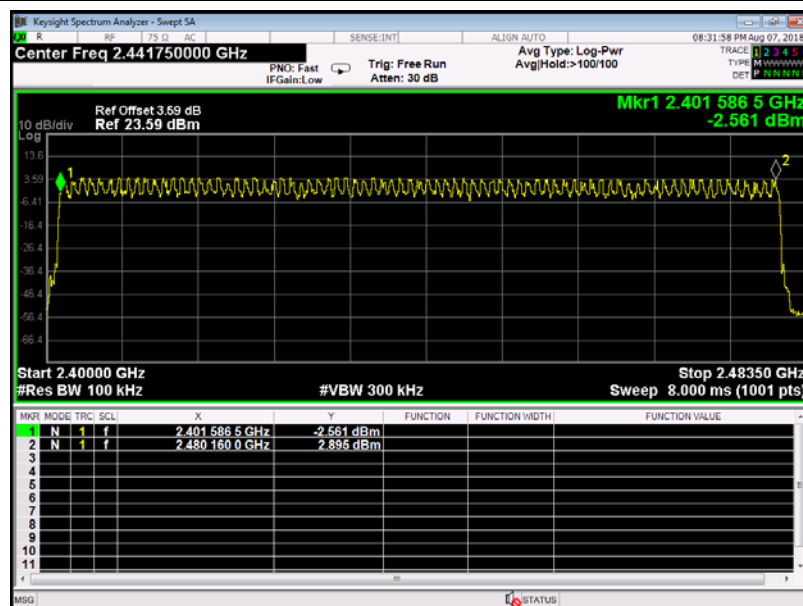 Keysight Spectrum Analyzer - Swept SA
R RF 75 Ω AC SENSE:INT ALIGN AUTO 08:31:58 PM Aug 07, 2018
Center Freq 2.441750000 GHz
PNO: Fast
IFGain:Low
Trig: Free Run
Atten: 30 dB
Avg Type: Log-Pwr
Avg|Hold:>100/100
TRACE 1 2 3 4 5
TYPE M W W W W W
DET P N N N N
Mkr1 2.401 586 5 GHz
-2.561 dBm
Ref Offset 3.59 dB
10 dB/div Ref 23.59 dBm
Log
13.6
3.59
-6.41
-16.4
-26.4
-36.4
-46.4
-56.4
-66.4
1
2
Start 2.40000 GHz Stop 2.48350 GHz
#Res BW 100 kHz #VBW 300 kHz Sweep 8.000 ms (1001 pts)
MKR MODE TRC SCL X Y FUNCTION FUNCTION WIDTH FUNCTION VALUE
1 N 1 f 2.401 586 5 GHz -2.561 dBm
2 N 1 f 2.480 160 0 GHz 2.895 dBm
3
4
5
6
7
8
9
10
11
MSG STATUS